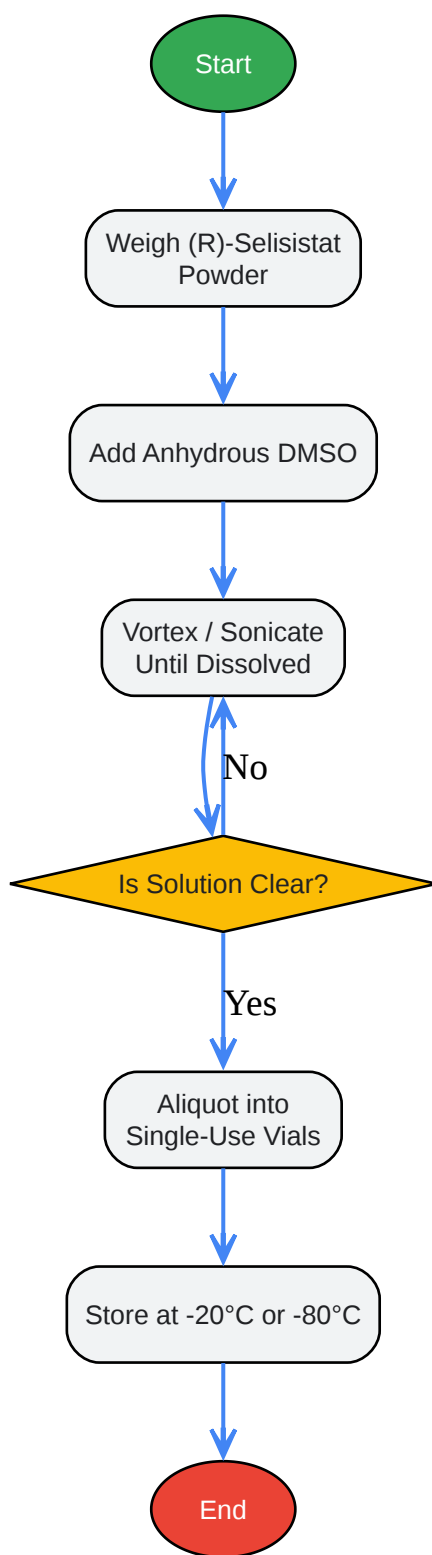 Start
Weigh (R)-Selisistat
Powder
Add Anhydrous DMSO
Vortex / Sonicate
Until Dissolved
No
Is Solution Clear?
Yes
Aliquot into
Single-Use Vials
Store at -20°C or -80°C
End